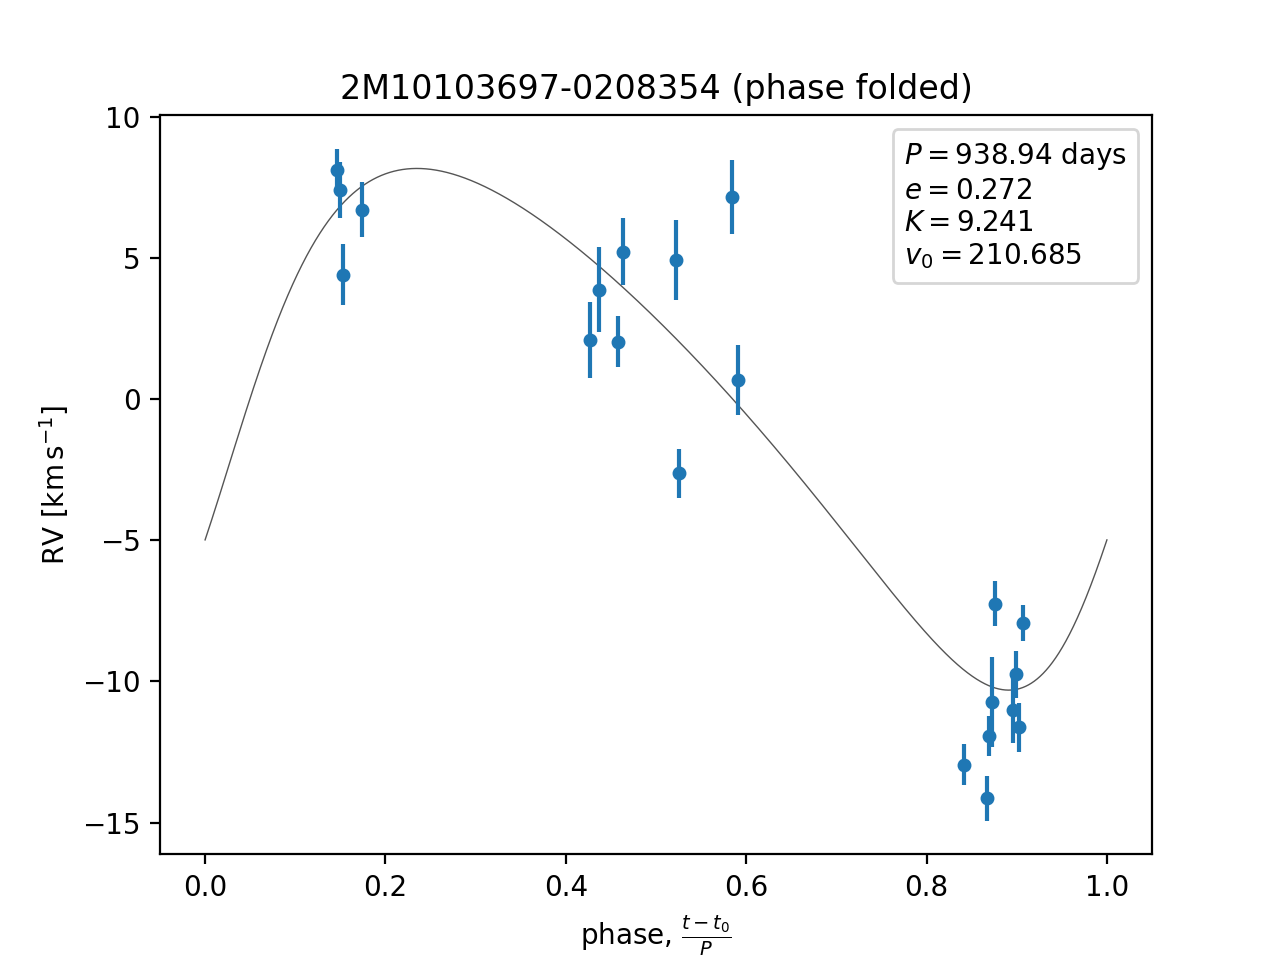 2M10103697-0208354 (phase folded)
P = 938.94 days
e = 0.272
K = 9.241
v₀ = 210.685
RV [km s⁻¹]
10
5
0
−5
−10
−15
0.0 0.2 0.4 0.6 0.8 1.0
phase, (t − t₀)/P